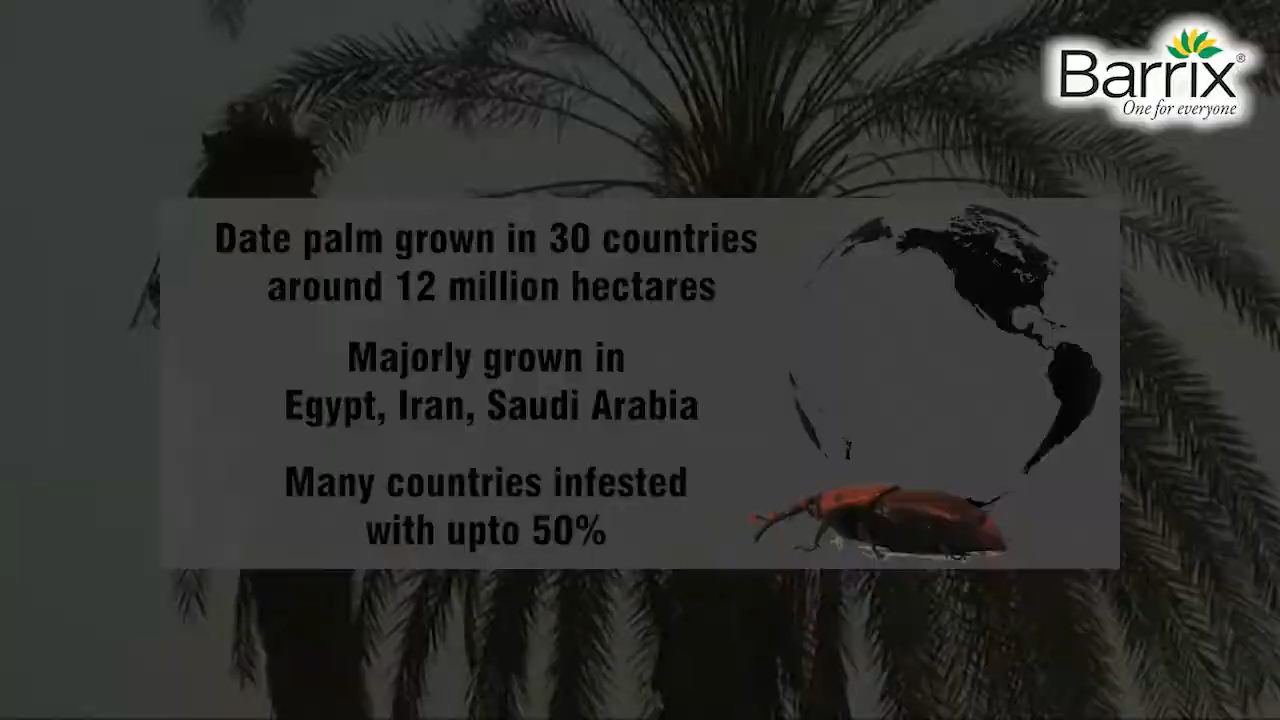 Barrix®
One for everyone
Date palm grown in 30 countries
around 12 million hectares
Majorly grown in
Egypt, Iran, Saudi Arabia
Many countries infested
with upto 50%